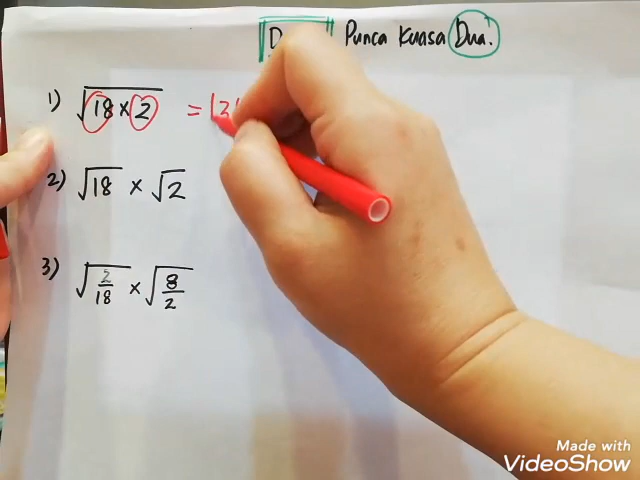 Punca Kuasa Dua.
1) √18×2 =
2) √18 × √2
3) √2/18 × √8/2
Made with
VideoShow